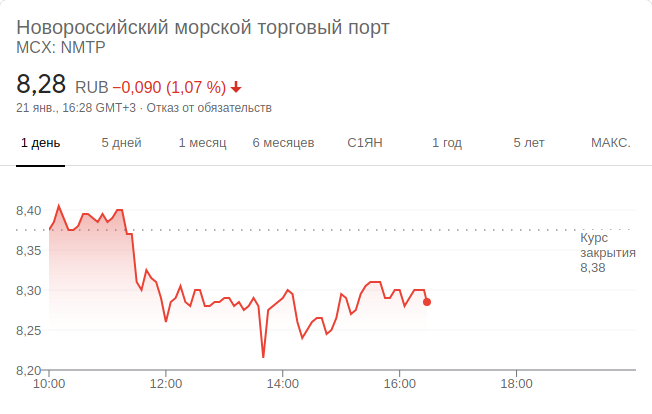 Новороссийский морской торговый порт
MCX: NMTP
8,28 RUB −0,090 (1,07 %)
21 янв., 16:28 GMT+3 · Отказ от обязательств
1 день 5 дней 1 месяц 6 месяцев С1ЯН 1 год 5 лет МАКС.
8,40
Курс
закрытия
8,38
8,35
8,30
8,25
8,20
10:00 12:00 14:00 16:00 18:00